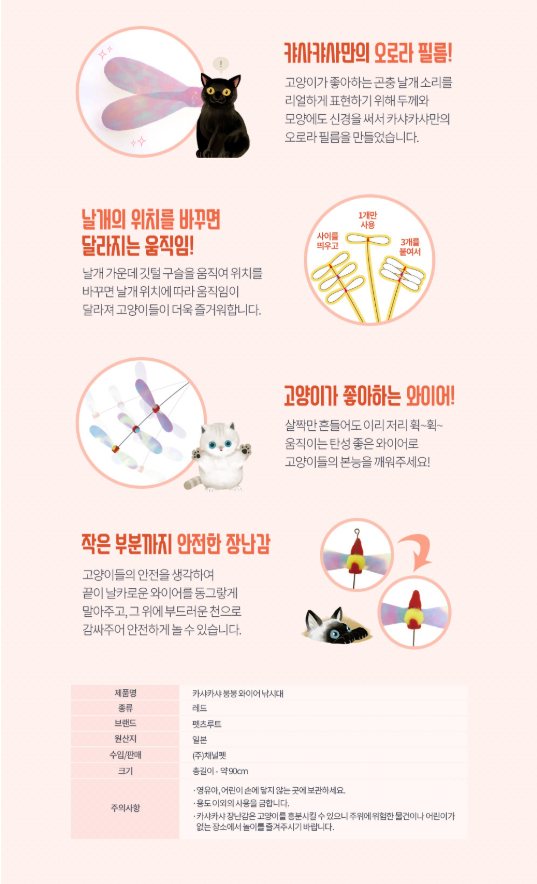 캬사캬사만의 오로라 필름!
고양이가 좋아하는 곤충 날개 소리를
리얼하게 표현하기 위해 두께와
모양에도 신경을 써서 카샤카샤만의
오로라 필름을 만들었습니다.
날개의 위치를 바꾸면
달라지는 움직임!
날개 가운데 깃털 구슬을 움직여 위치를
바꾸면 날개 위치에 따라 움직임이
달라져 고양이들이 더욱 즐거워합니다.
사이를
띄우고
1개만
사용
3개를
붙여서
고양이가 좋아하는 와이어!
살짝만 흔들어도 이리 저리 휙~휙~
움직이는 탄성 좋은 와이어로
고양이들의 본능을 깨워주세요!
작은 부분까지 안전한 장난감
고양이들의 안전을 생각하여
끝이 날카로운 와이어를 동그랗게
말아주고, 그 위에 부드러운 천으로
감싸주어 안전하게 놀 수 있습니다.
제품명 카샤카샤 붕붕 와이어 낚시대
종류 레드
브랜드 펫츠루트
원산지 일본
수입/판매 (주)채널펫
크기 총길이 - 약 90cm
주의사항
· 영유아, 어린이 손에 닿지 않는 곳에 보관하세요.
· 용도 이외의 사용을 금합니다.
· 카샤카샤 장난감은 고양이를 흥분시킬 수 있으니 주위에 위험한 물건이나 어린이가
없는 장소에서 놀이를 즐겨주시기 바랍니다.